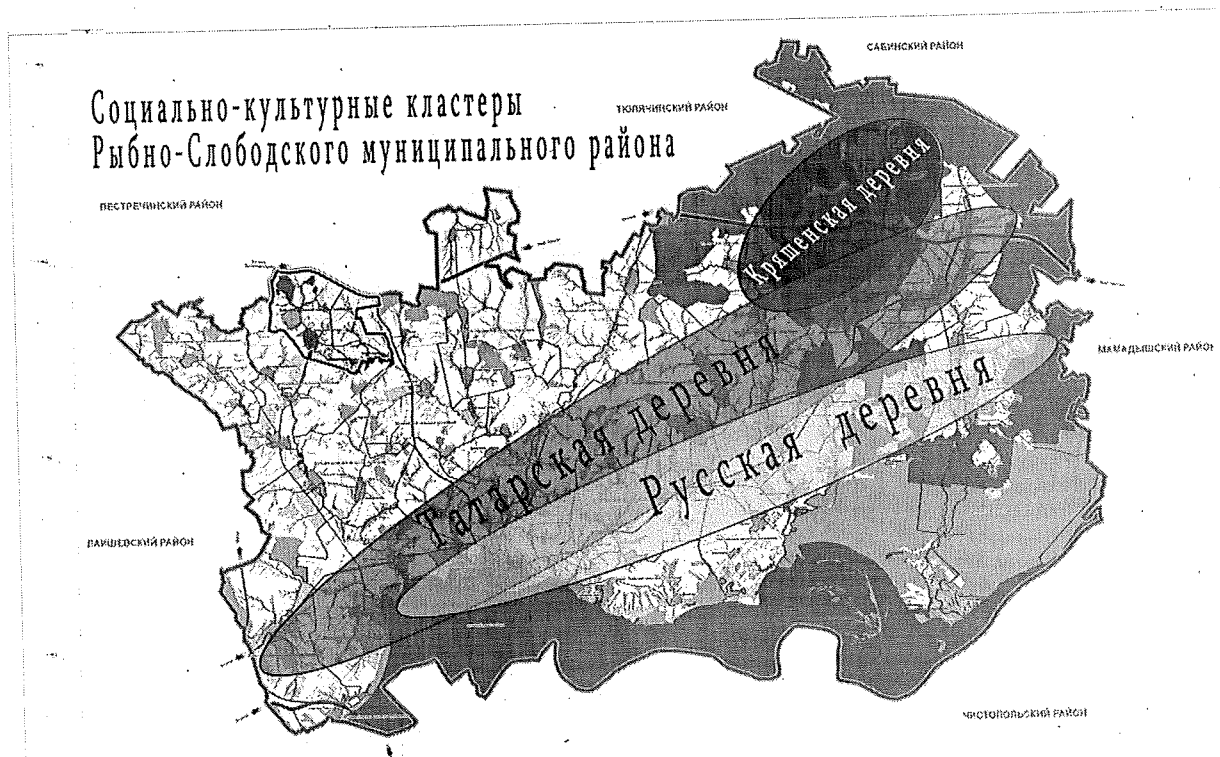 САБИНСКИЙ РАЙОН
ТЮЛЯЧИНСКИЙ РАЙОН
Социально-культурные кластеры
Рыбно-Слободского муниципального района
ПЕСТРЕЧИНСКИЙ РАЙОН
Кряшенская деревня
МАМАДЫШСКИЙ РАЙОН
Татарская деревня
Русская деревня
ЛАИШЕВСКИЙ РАЙОН
ЧИСТОПОЛЬСКИЙ РАЙОН